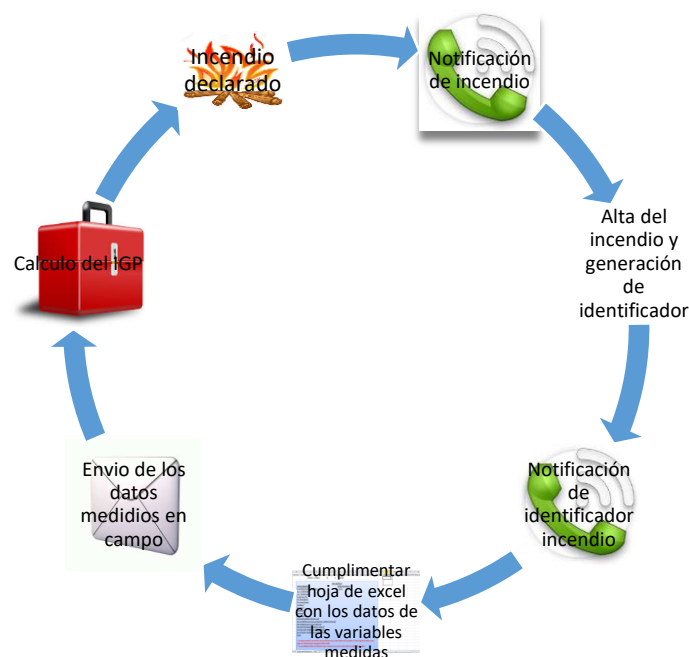 Incendio
declarado
Notificación
de incendio
Alta del
incendio y
generación
de
identificador
Notificación
de
identificador
incendio
Cumplimentar
hoja de excel
con los datos de
las variables
medidas
Envio de los
datos
medidios en
campo
Calculo del IGP